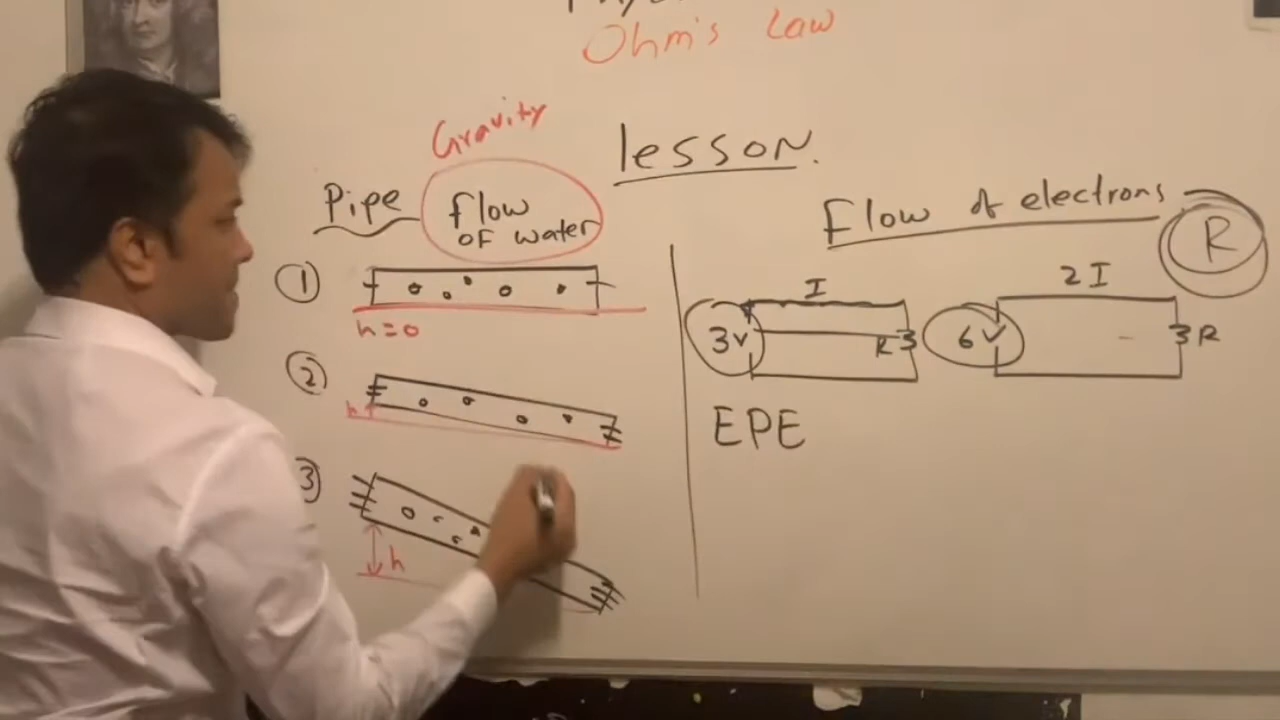 Ohm's Law
Gravity
lesson.
Pipe
flow
OF water
Flow of electrons
R
1
h=0
I
3v
R
2I
6v
R
2
h
EPE
3
h